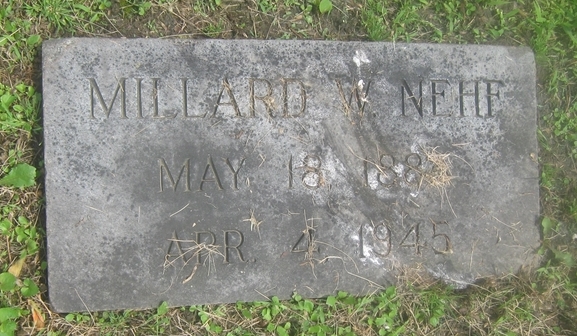 MILLARD W. NEHF
MAY 18
APR. 4 1945